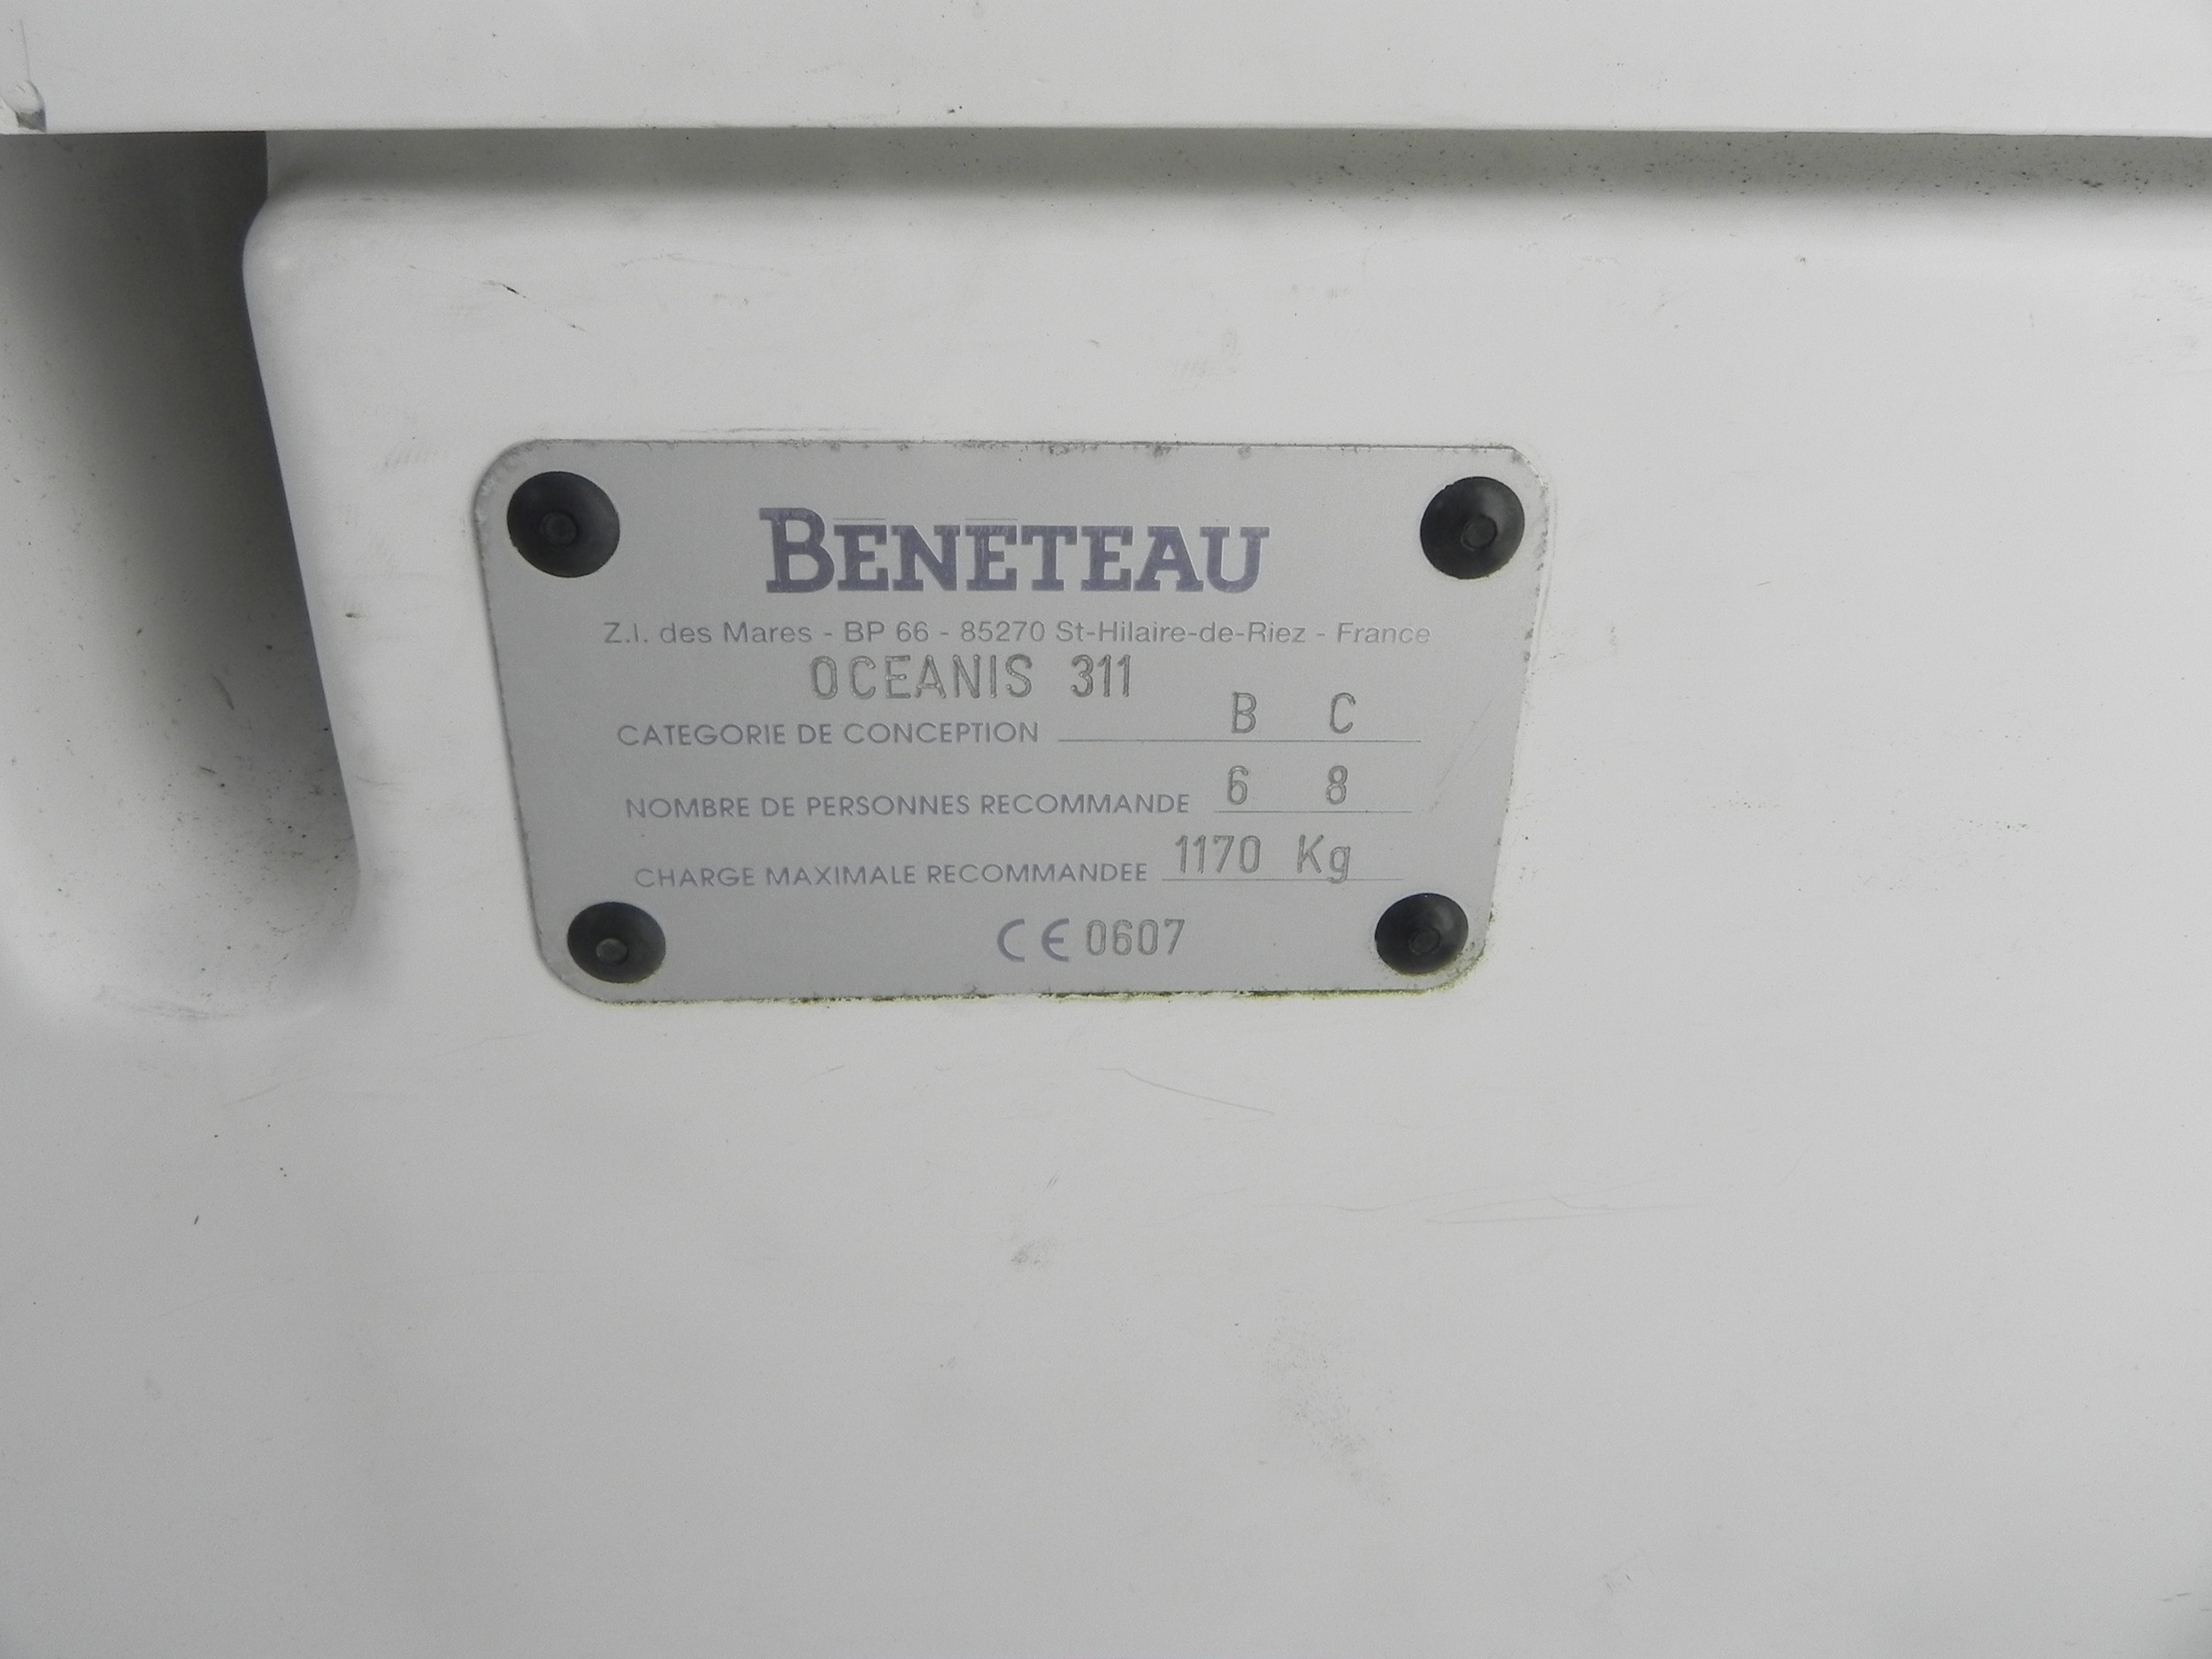 BENETEAU
Z.I. des Mares - BP 66 - 85270 St-Hilaire-de-Riez - France
OCEANIS 311
CATEGORIE DE CONCEPTION B C
NOMBRE DE PERSONNES RECOMMANDE 6 8
CHARGE MAXIMALE RECOMMANDEE 1170 Kg
CE 0607